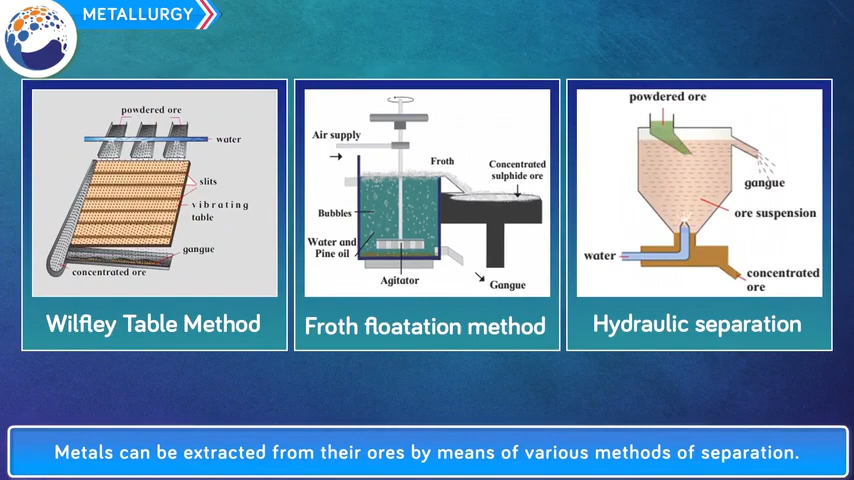 METALLURGY
powdered ore
water
slits
vibrating
table
gangue
concentrated ore
Wilfley Table Method
Air supply
Froth
Concentrated
sulphide ore
Bubbles
Water and
Pine oil
Agitator
Gangue
Froth floatation method
powdered ore
gangue
ore suspension
water
concentrated
ore
Hydraulic separation
Metals can be extracted from their ores by means of various methods of separation.